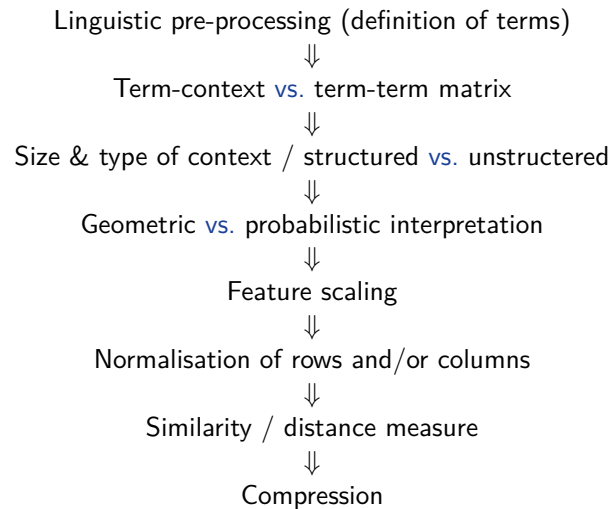 Linguistic pre-processing (definition of terms)
⇓
Term-context vs. term-term matrix
⇓
Size & type of context / structured vs. unstructered
⇓
Geometric vs. probabilistic interpretation
⇓
Feature scaling
⇓
Normalisation of rows and/or columns
⇓
Similarity / distance measure
⇓
Compression